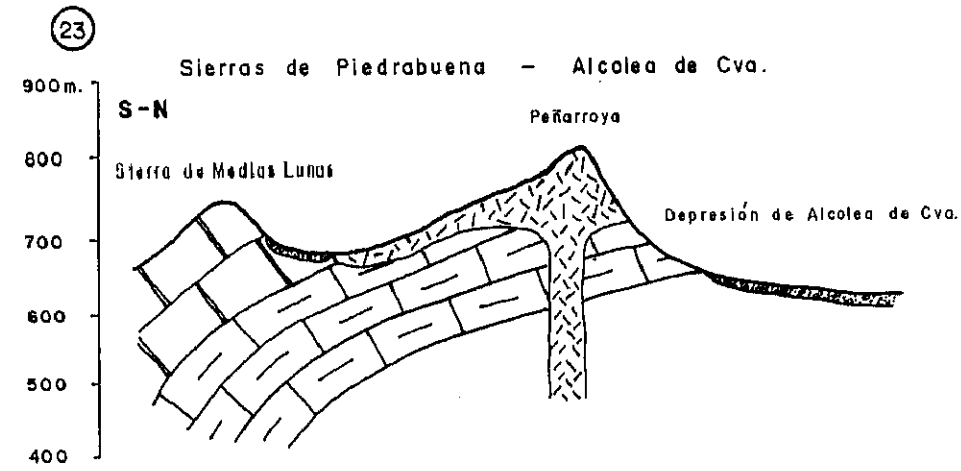 23
Sierras de Piedrabuena – Alcolea de Cva.
900m.
S-N
Peñarroya
800
Sierra de Medias Lunas
Depresión de Alcolea de Cva.
700
600
500
400